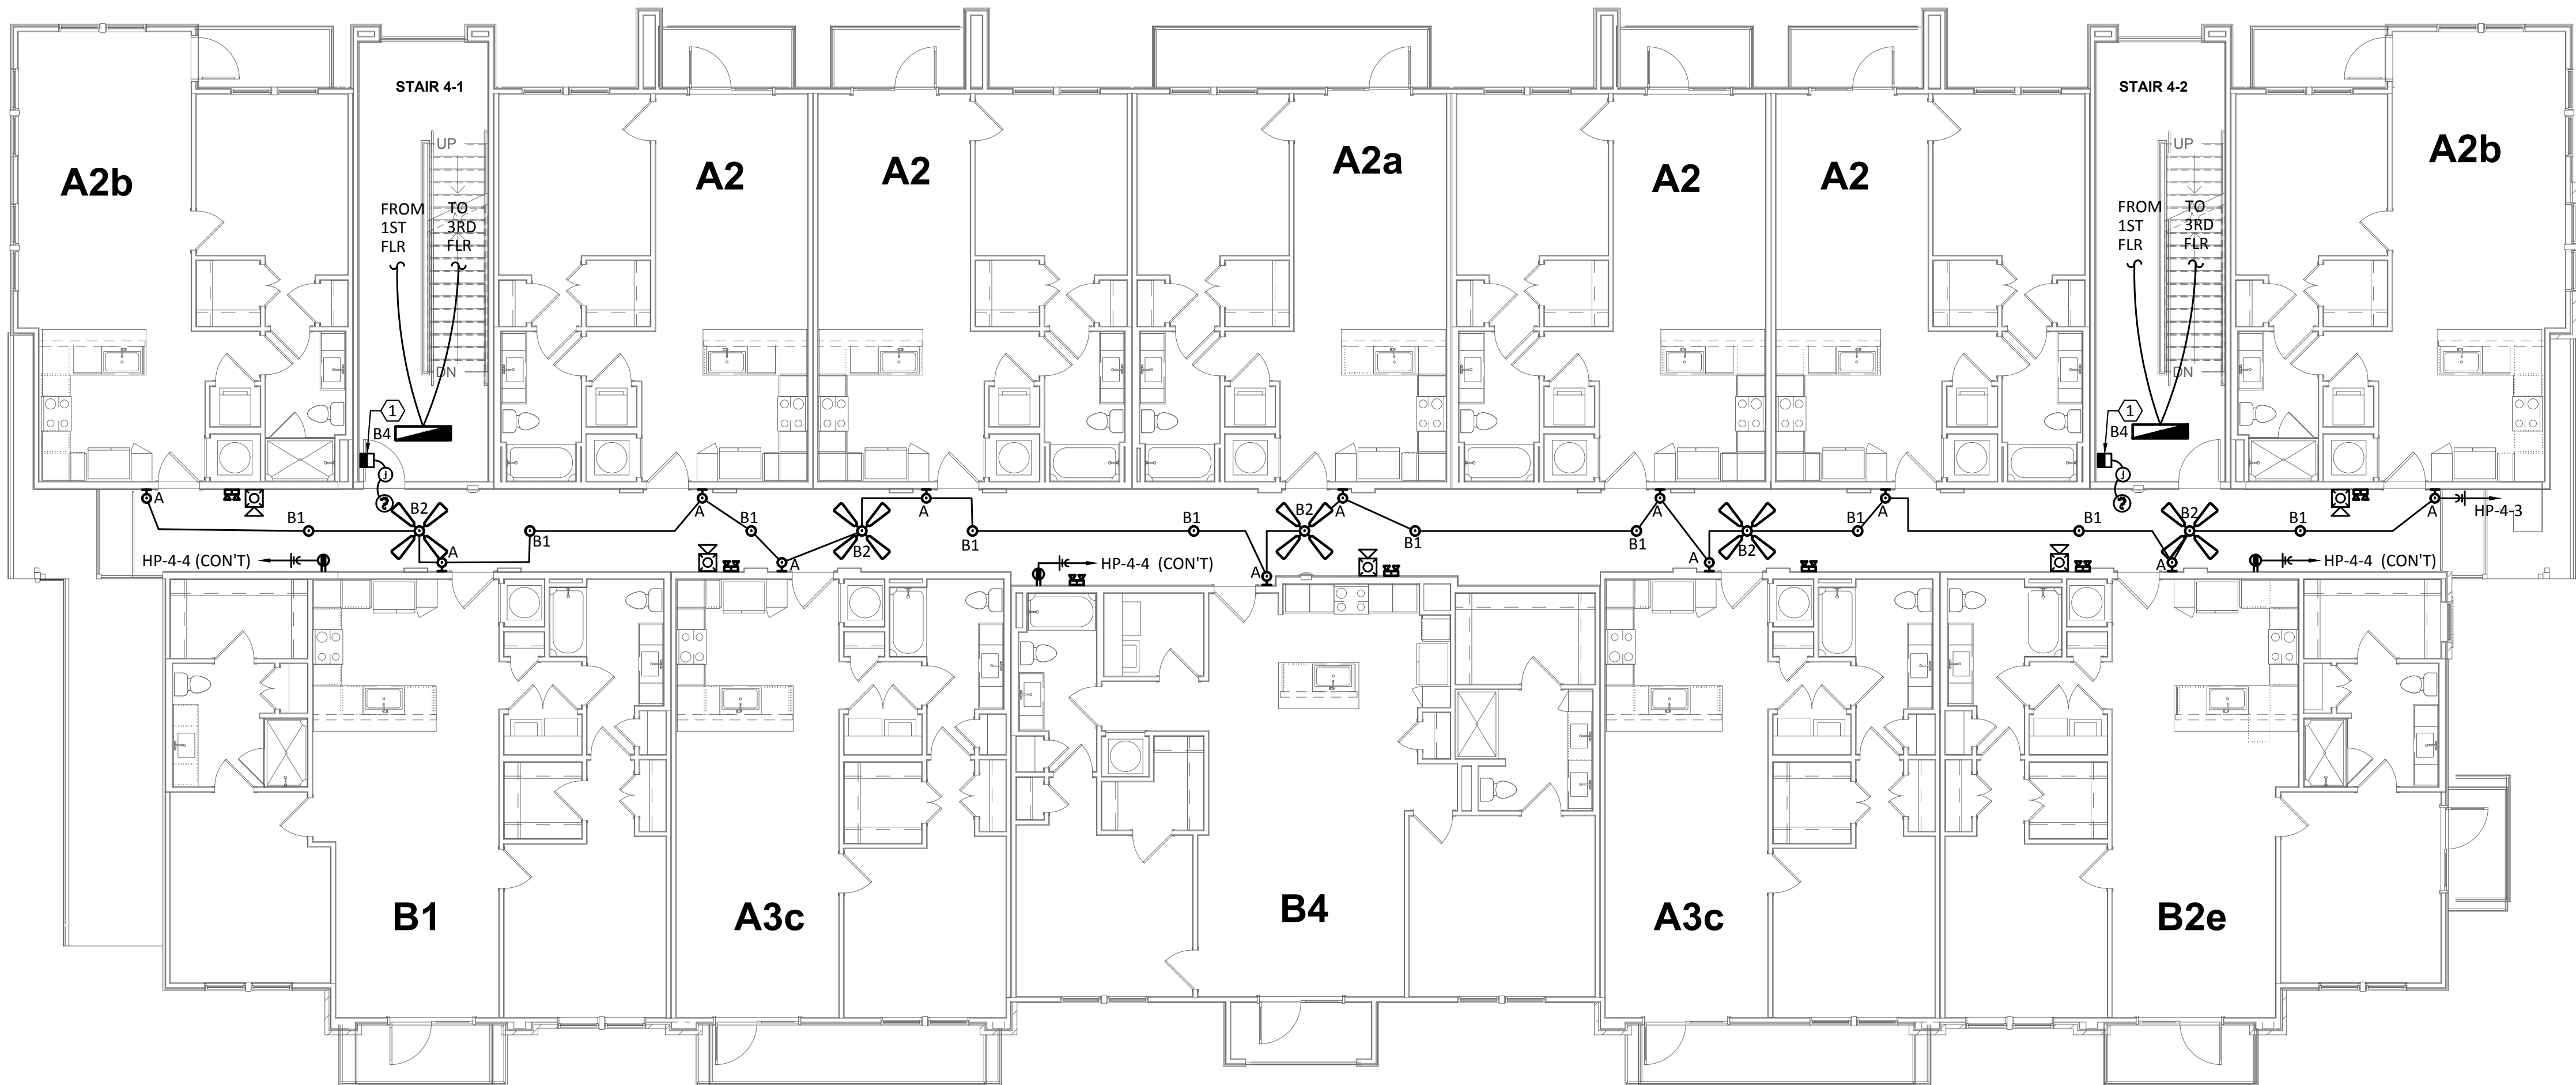 STAIR 4-1
STAIR 4-2
UP
UP
A2b
A2
A2
A2a
A2
A2
A2b
FROM
1ST
FLR
TO
3RD
FLR
FROM
1ST
FLR
TO
3RD
FLR
DN
DN
1
B4
1
B4
J
J
?
?
A
B1
B2
A
B1
A
B1
A
B2
A
B1
B1
A
B2
A
B1
B1
A
A
B2
B1
A
B1
A
B2
B1
A
HP-4-3
HP-4-4 (CON'T)
HP-4-4 (CON'T)
HP-4-4 (CON'T)
B1
A3c
B4
A3c
B2e